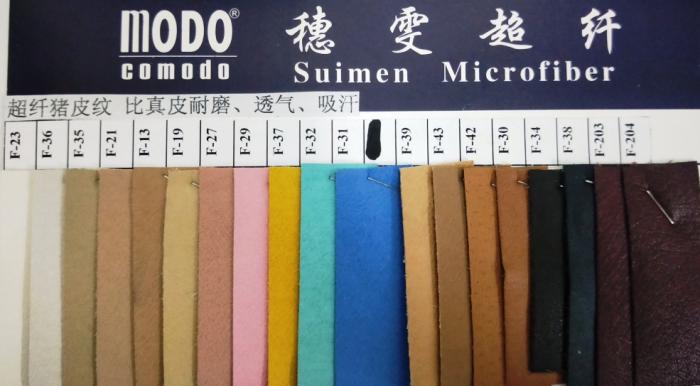 MODO®
comodo
穗雯超纤
Suimen Microfiber
超纤猪皮纹 比真皮耐磨、透气、吸汗
F-23
F-36
F-35
F-21
F-13
F-19
F-27
F-29
F-37
F-32
F-31
F-39
F-43
F-42
F-30
F-34
F-38
F-203
F-204